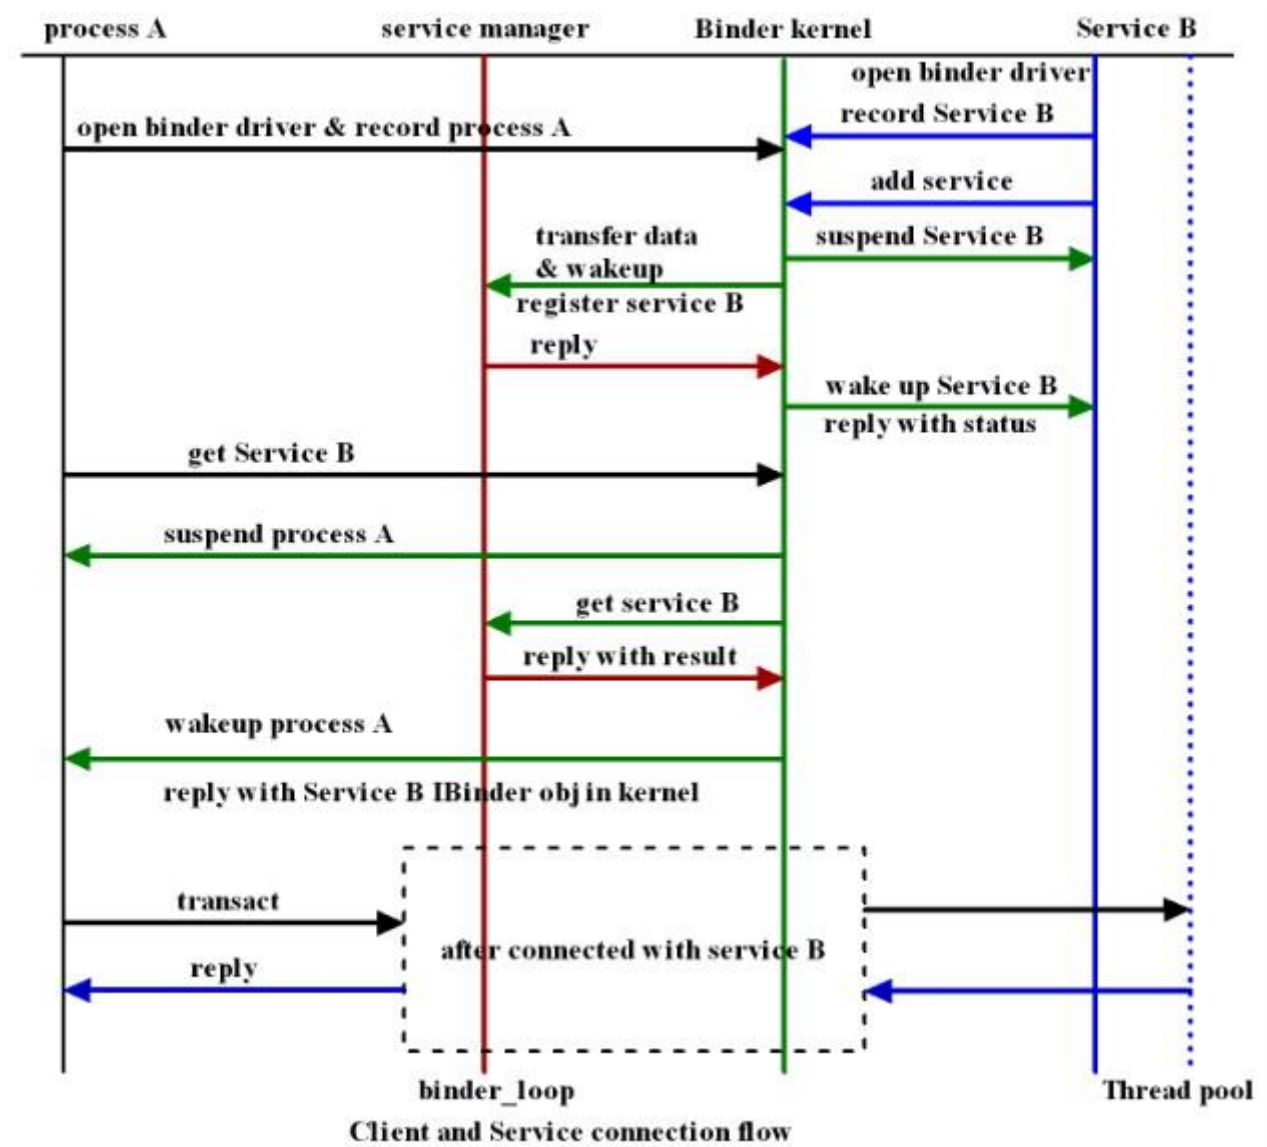 process A
service manager
Binder kernel
Service B
open binder driver
record Service B
open binder driver & record process A
add service
transfer data
& wakeup
suspend Service B
register service B
reply
wake up Service B
reply with status
get Service B
suspend process A
get service B
reply with result
wakeup process A
reply with Service B IBinder obj in kernel
transact
after connected with service B
reply
binder_loop
Thread pool
Client and Service connection flow